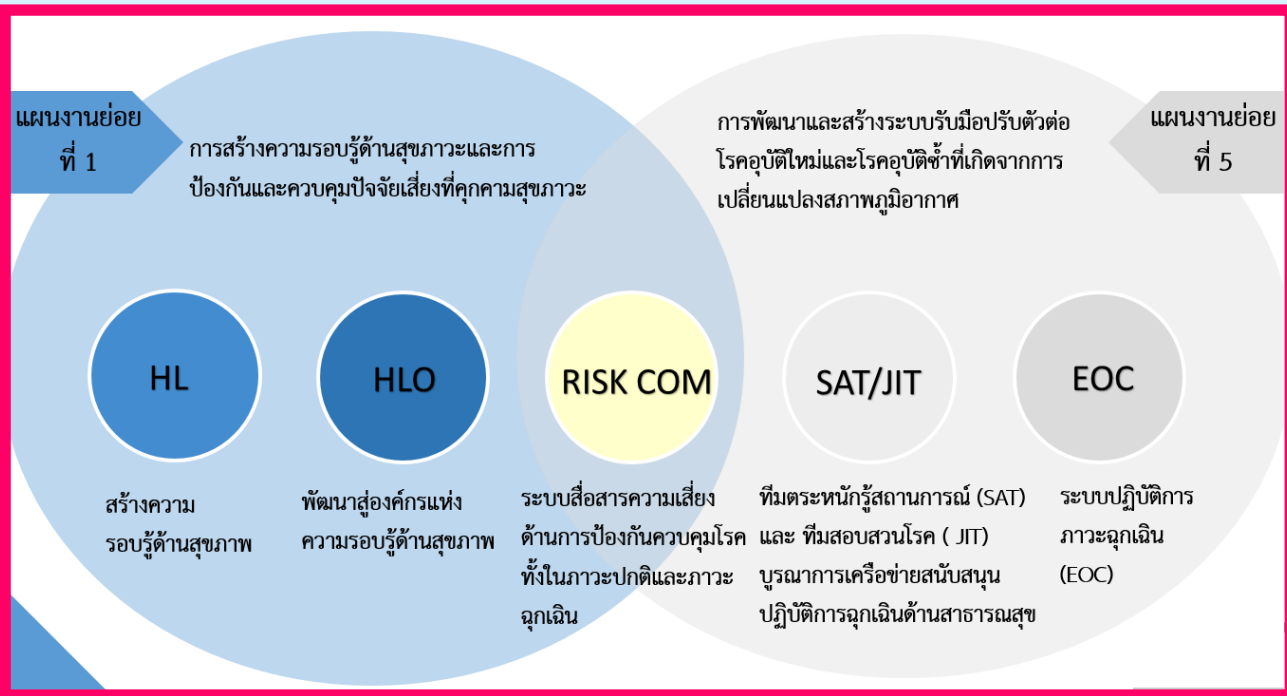 แผนงานย่อย
ที่ 1
การสร้างความรอบรู้ด้านสุขภาวะและการ
ป้องกันและควบคุมปัจจัยเสี่ยงที่คุกคามสุขภาวะ
การพัฒนาและสร้างระบบรับมือปรับตัวต่อ
โรคอุบัติใหม่และโรคอุบัติซ้ำที่เกิดจากการ
เปลี่ยนแปลงสภาพภูมิอากาศ
แผนงานย่อย
ที่ 5
HL
HLO
RISK COM
SAT/JIT
EOC
สร้างความ
รอบรู้ด้านสุขภาพ
พัฒนาสู่องค์กรแห่ง
ความรอบรู้ด้านสุขภาพ
ระบบสื่อสารความเสี่ยง
ด้านการป้องกันควบคุมโรค
ทั้งในภาวะปกติและภาวะ
ฉุกเฉิน
ทีมตระหนักรู้สถานการณ์ (SAT)
และ ทีมสอบสวนโรค ( JIT)
บูรณาการเครือข่ายสนับสนุน
ปฏิบัติการฉุกเฉินด้านสาธารณสุข
ระบบปฏิบัติการ
ภาวะฉุกเฉิน
(EOC)